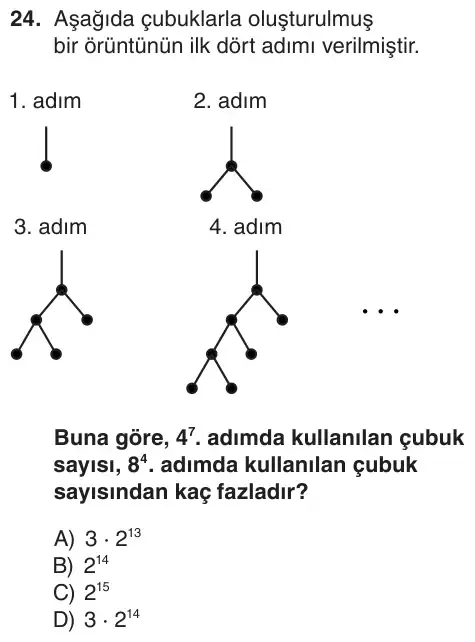 24. Aşağıda çubuklarla oluşturulmuş
bir örüntünün ilk dört adımı verilmiştir.
1. adım 2. adım
3. adım 4. adım
. . .
Buna göre, 4⁷. adımda kullanılan çubuk
sayısı, 8⁴. adımda kullanılan çubuk
sayısından kaç fazladır?
A) 3 · 2¹³
B) 2¹⁴
C) 2¹⁵
D) 3 · 2¹⁴